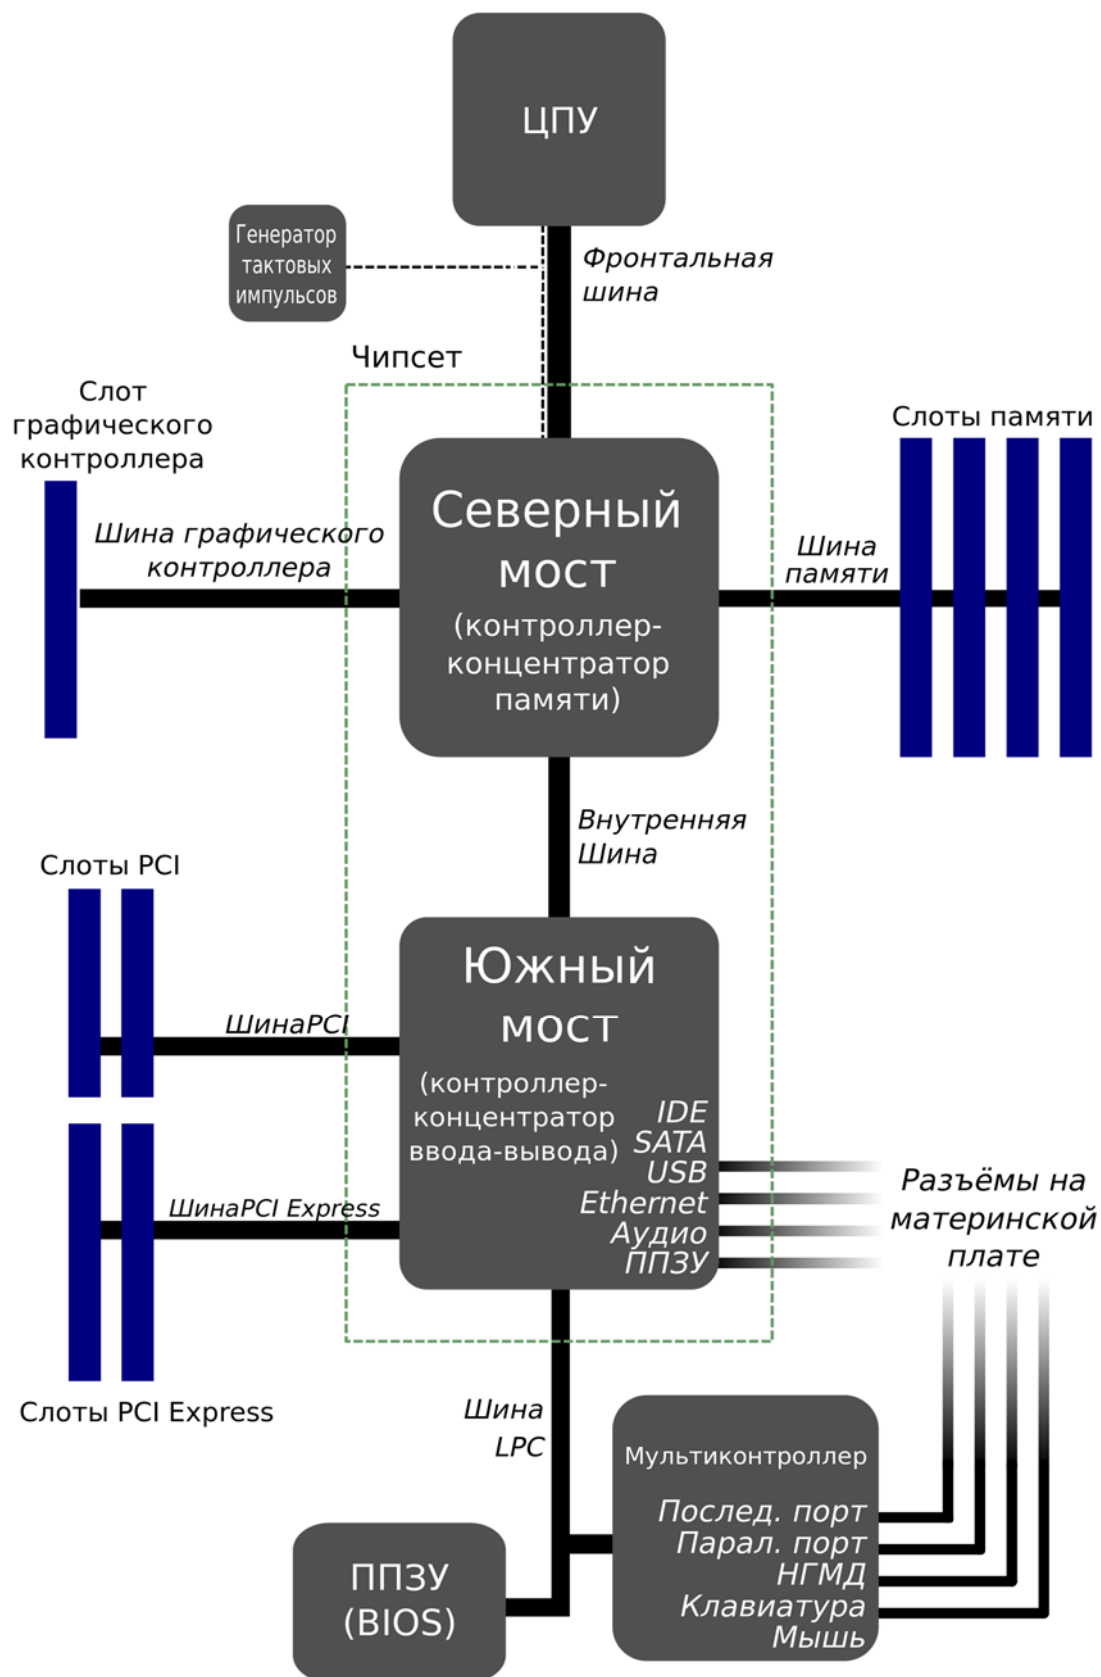 ЦПУ
Генератор
тактовых
импульсов
Фронтальная
шина
Чипсет
Слот
графического
контроллера
Слоты памяти
Шина графического
контроллера
Северный
мост
(контроллер-
концентратор
памяти)
Шина
памяти
Внутренняя
Шина
Слоты PCI
ШинаPCI
Южный
мост
(контроллер-
концентратор
ввода-вывода)
IDE
SATA
USB
Ethernet
Аудио
ППЗУ
Разъёмы на
материнской
плате
ШинаPCI Express
Слоты PCI Express
Шина
LPC
Мультиконтроллер
Послед. порт
Парал. порт
НГМД
Клавиатура
Мышь
ППЗУ
(BIOS)